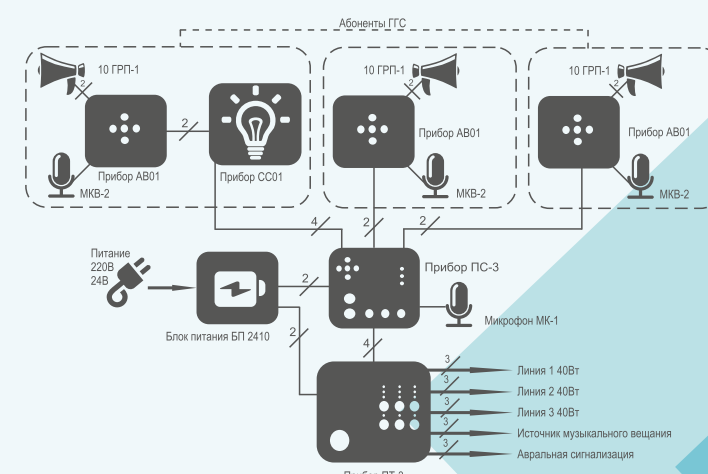 Абоненты ГГС
10 ГРП-1
10 ГРП-1
10 ГРП-1
2
2
2
2
Прибор АВ01
Прибор АВ01
Прибор АВ01
Прибор СС01
МКВ-2
МКВ-2
МКВ-2
4
2
2
Питание
220В
24В
2
Прибор ПС-3
Микрофон МК-1
Блок питания БП 2410
2
4
3
Линия 1 40Вт
3
Линия 2 40Вт
3
Линия 3 40Вт
3
Источник музыкального вещания
3
Авральная сигнализация